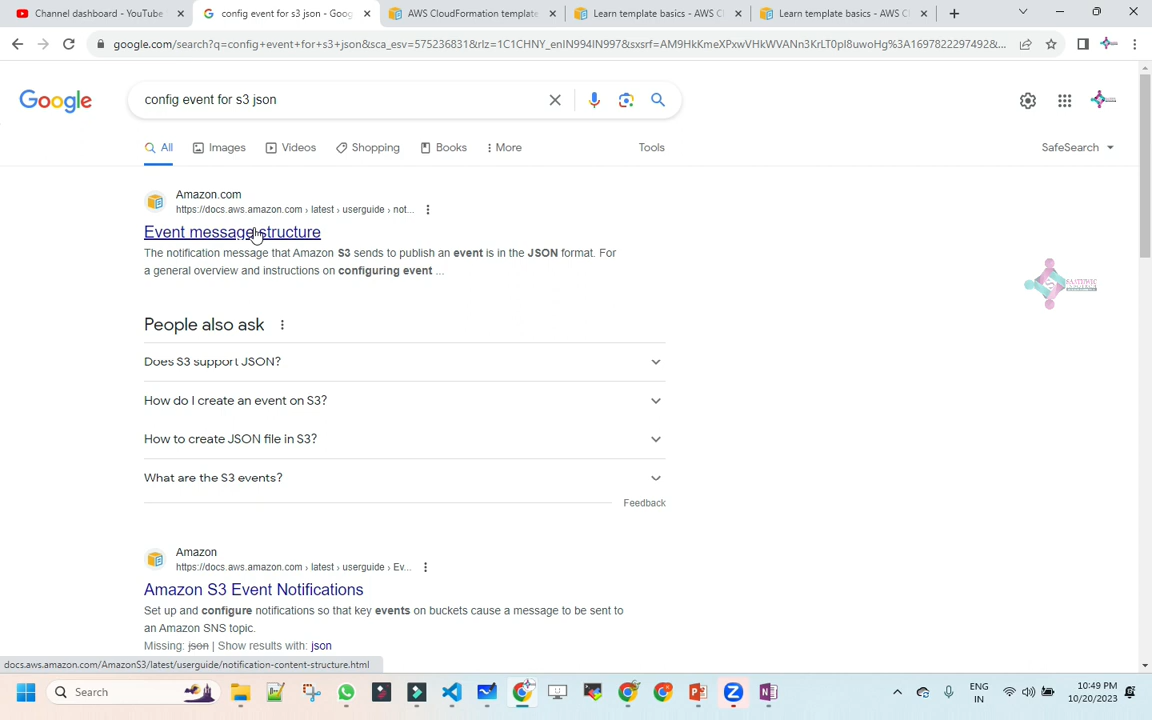 Channel dashboard - YouTube
config event for s3 json - Goog
AWS CloudFormation template
Learn template basics - AWS C
Learn template basics - AWS C
google.com/search?q=config+event+for+s3+json&sca_esv=575236831&rlz=1C1CHNY_enIN994IN997&sxsrf=AM9HkKmeXPxwVHkWVANn3KrLT0pl8uwoHg%3A1697822297492&...
Google
config event for s3 json
All
Images
Videos
Shopping
Books
More
Tools
SafeSearch
Amazon.com
https://docs.aws.amazon.com › latest › userguide › not...
Event message structure
The notification message that Amazon S3 sends to publish an event is in the JSON format. For
a general overview and instructions on configuring event ...
People also ask
Does S3 support JSON?
How do I create an event on S3?
How to create JSON file in S3?
What are the S3 events?
Feedback
Amazon
https://docs.aws.amazon.com › latest › userguide › Ev...
Amazon S3 Event Notifications
Set up and configure notifications so that key events on buckets cause a message to be sent to
an Amazon SNS topic.
Missing: json | Show results with: json
docs.aws.amazon.com/AmazonS3/latest/userguide/notification-content-structure.html
Search
ENG
IN
10:49 PM
10/20/2023